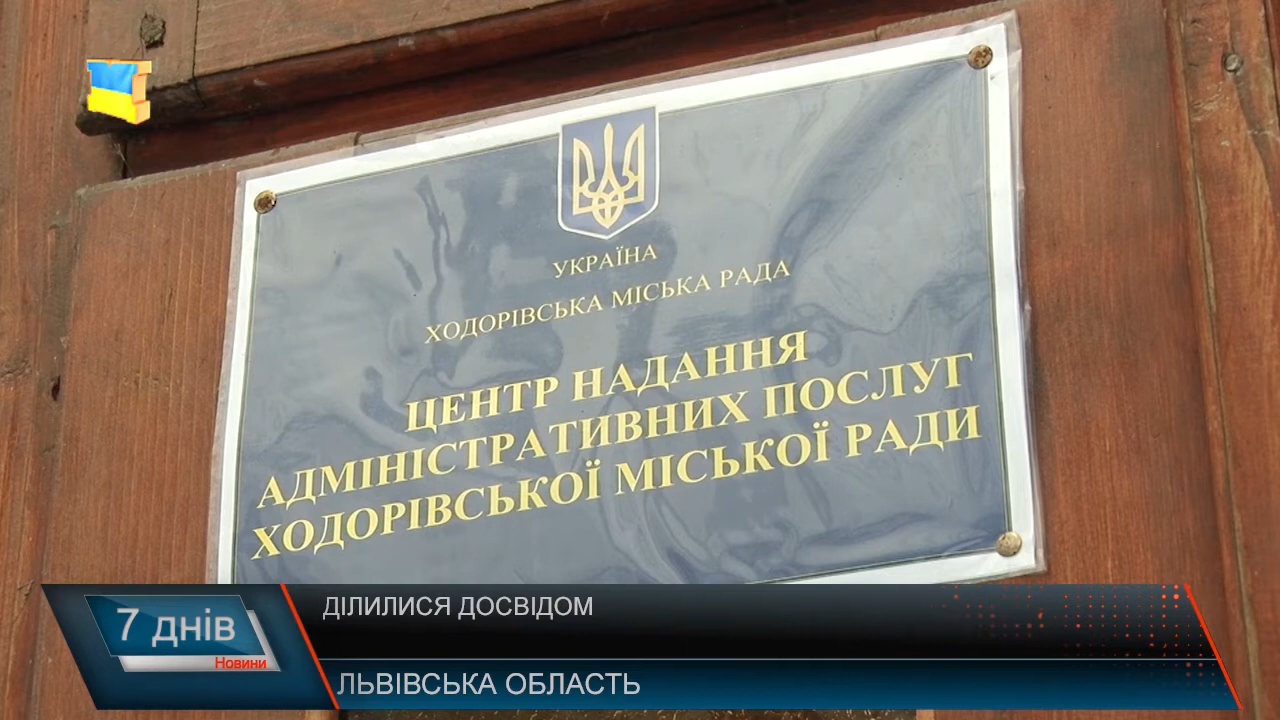 УКРАЇНА
ХОДОРІВСЬКА МІСЬКА РАДА
ЦЕНТР НАДАННЯ
АДМІНІСТРАТИВНИХ ПОСЛУГ
ХОДОРІВСЬКОЇ МІСЬКОЇ РАДИ
7 днів
Новини
ДІЛИЛИСЯ ДОСВІДОМ
ЛЬВІВСЬКА ОБЛАСТЬ